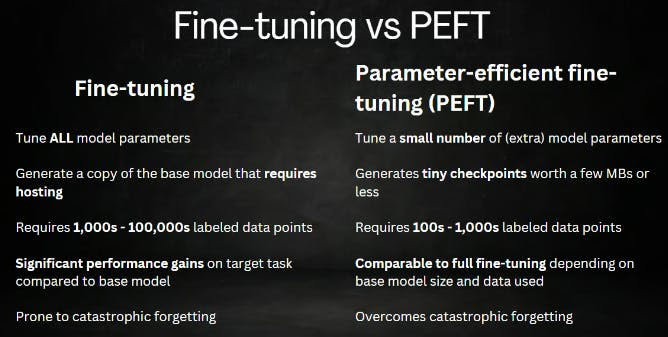 Fine-tuning vs PEFT
Fine-tuning
Tune ALL model parameters
Generate a copy of the base model that requires
hosting
Requires 1,000s - 100,000s labeled data points
Significant performance gains on target task
compared to base model
Prone to catastrophic forgetting
Parameter-efficient fine-
tuning (PEFT)
Tune a small number of (extra) model parameters
Generates tiny checkpoints worth a few MBs or
less
Requires 100s - 1,000s labeled data points
Comparable to full fine-tuning depending on
base model size and data used
Overcomes catastrophic forgetting